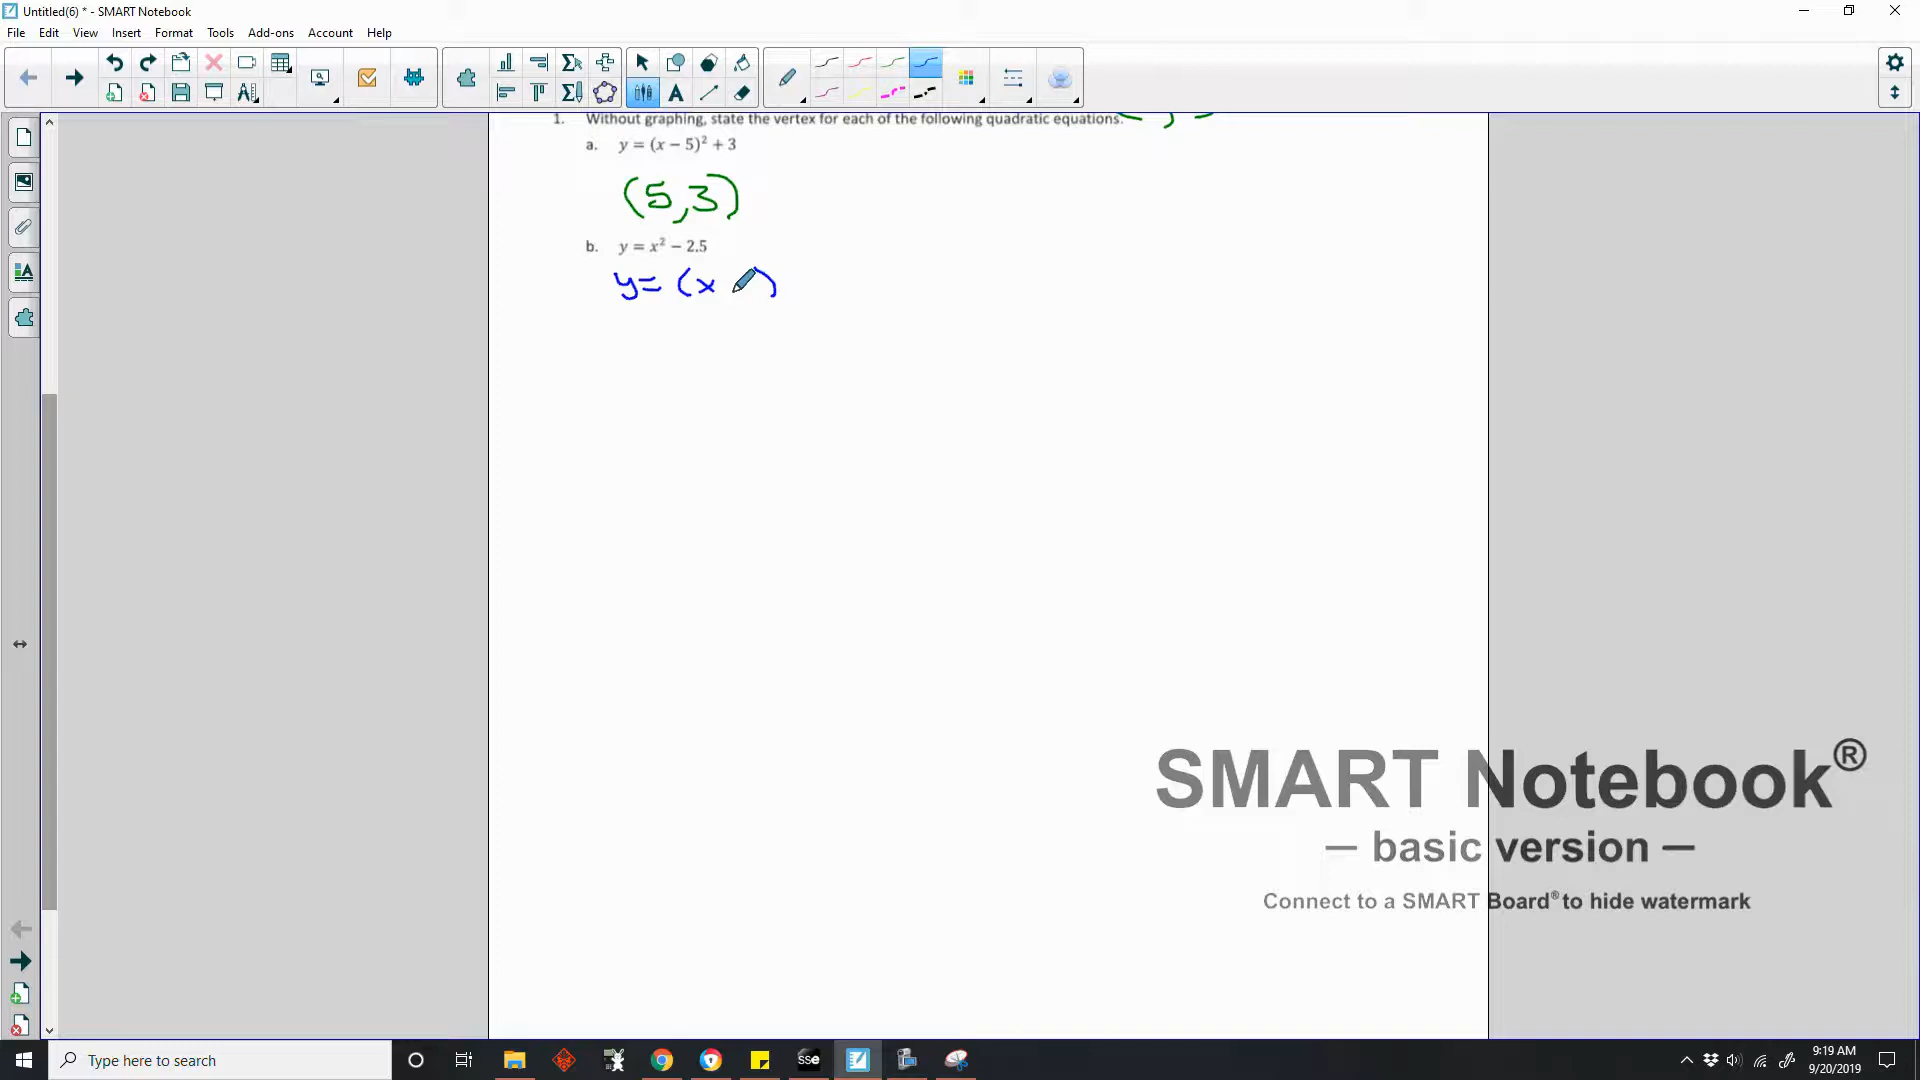 Untitled(6) * - SMART Notebook
File Edit View Insert Format Tools Add-ons Account Help
1. Without graphing, state the vertex for each of the following quadratic equations.
a. y = (x − 5)² + 3
(5,3)
b. y = x² − 2.5
y= (x )
SMART Notebook®
— basic version —
Connect to a SMART Board® to hide watermark
Type here to search
sse
9:19 AM
9/20/2019